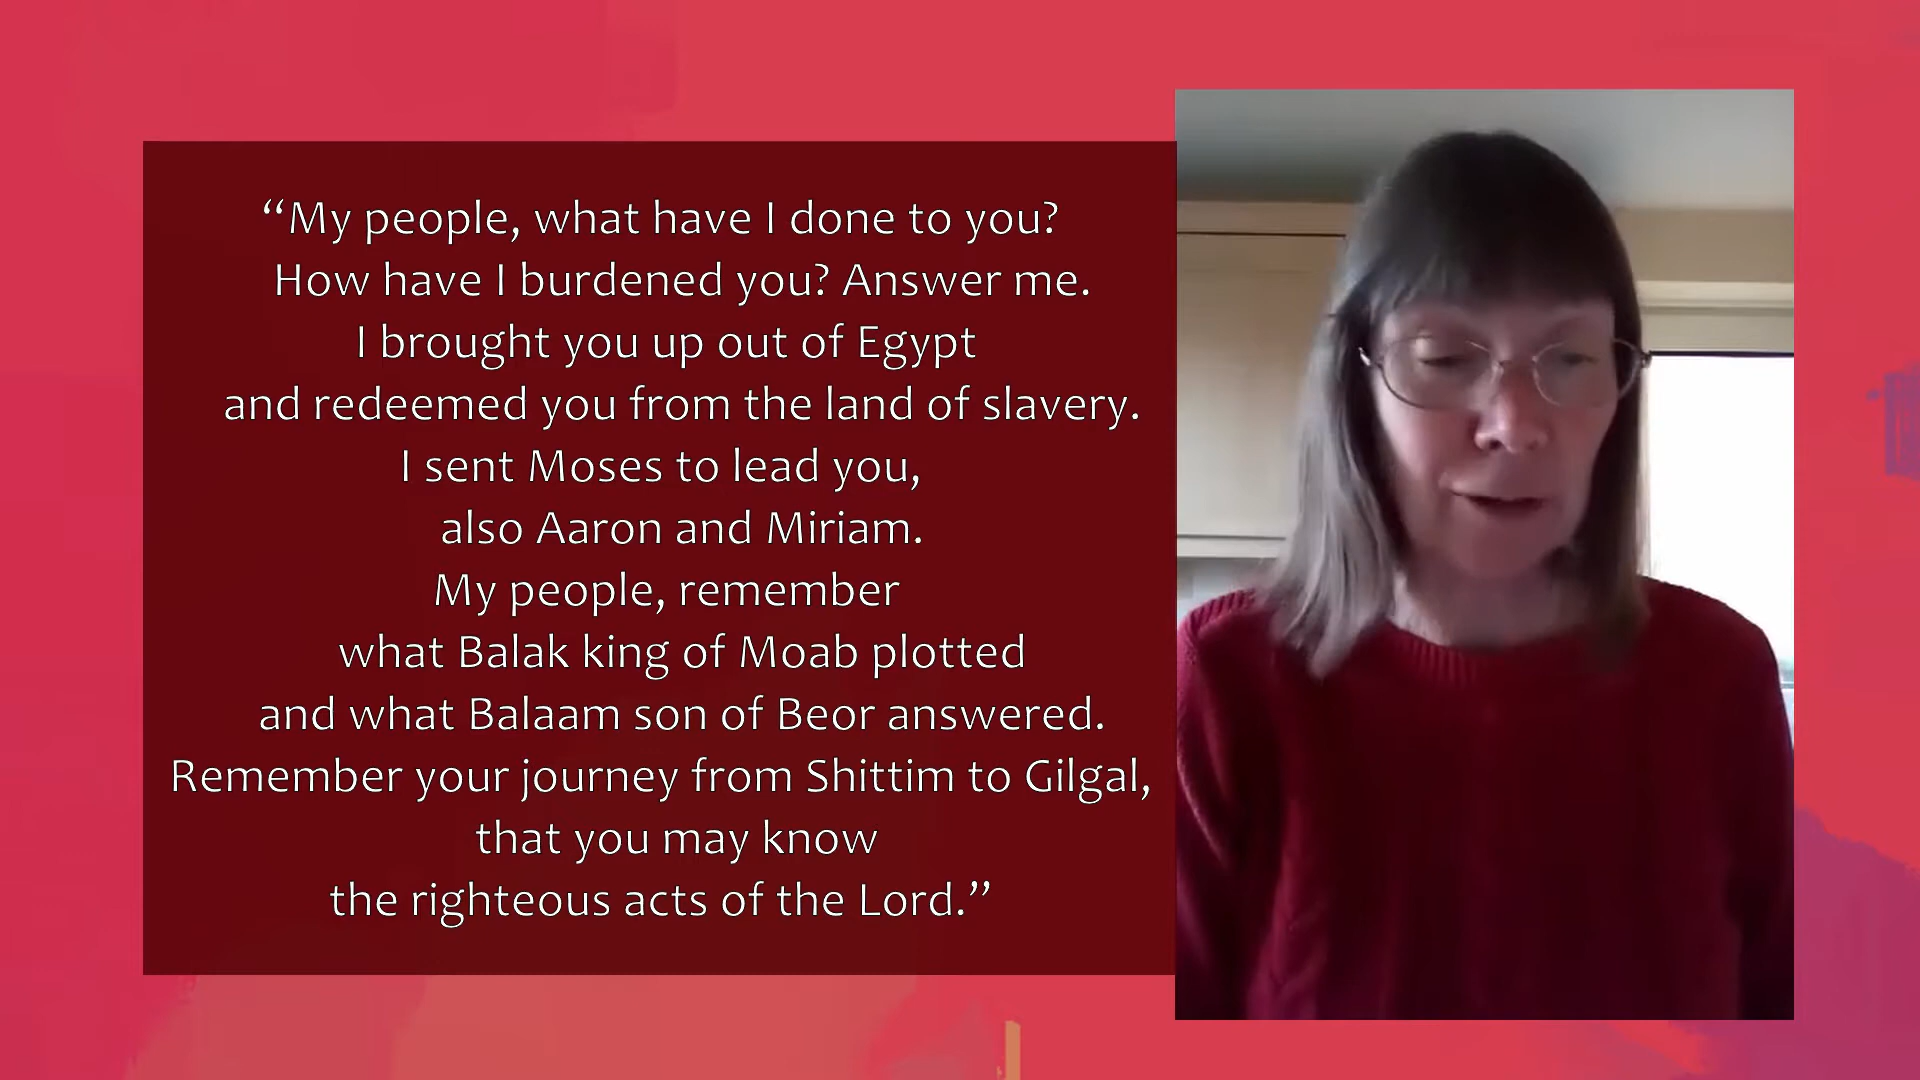 “My people, what have I done to you?
How have I burdened you? Answer me.
I brought you up out of Egypt
and redeemed you from the land of slavery.
I sent Moses to lead you,
also Aaron and Miriam.
My people, remember
what Balak king of Moab plotted
and what Balaam son of Beor answered.
Remember your journey from Shittim to Gilgal,
that you may know
the righteous acts of the Lord.”